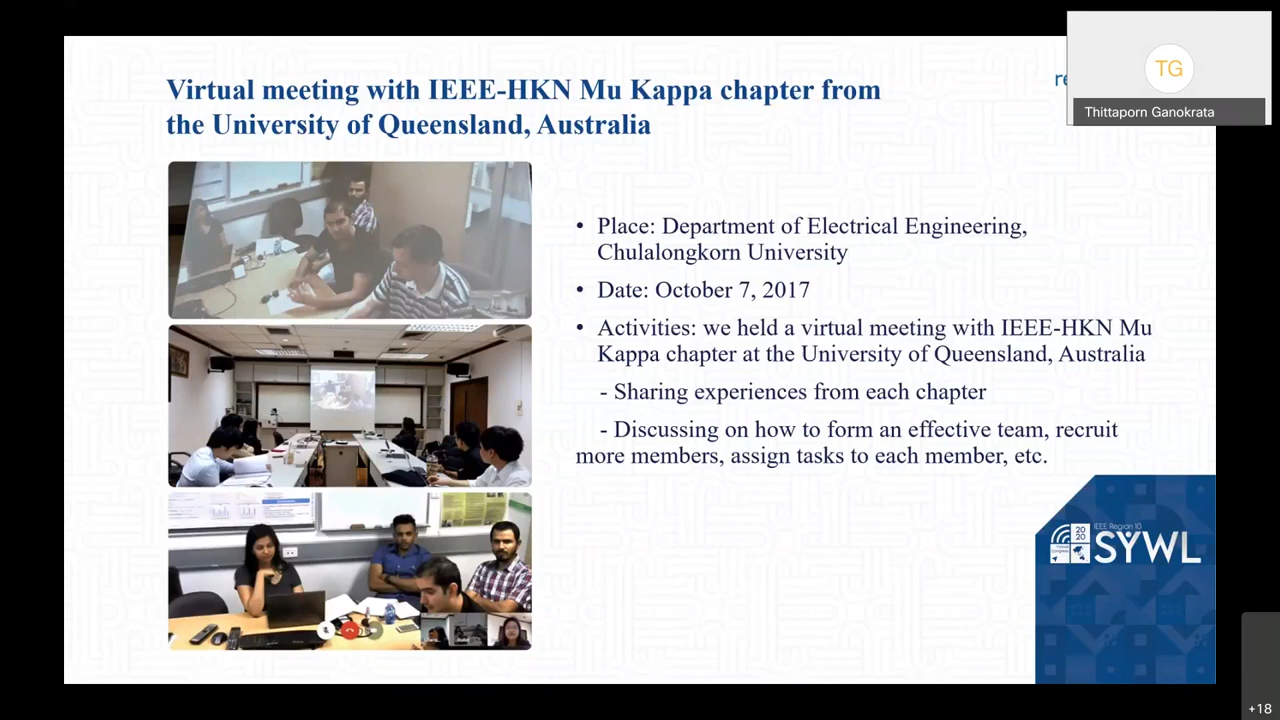 Virtual meeting with IEEE-HKN Mu Kappa chapter from
the University of Queensland, Australia
re
TG
Thittaporn Ganokrata
• Place: Department of Electrical Engineering,
Chulalongkorn University
• Date: October 7, 2017
• Activities: we held a virtual meeting with IEEE-HKN Mu
Kappa chapter at the University of Queensland, Australia
- Sharing experiences from each chapter
- Discussing on how to form an effective team, recruit
more members, assign tasks to each member, etc.
IEEE Region 10
20
20
SYWL
+18